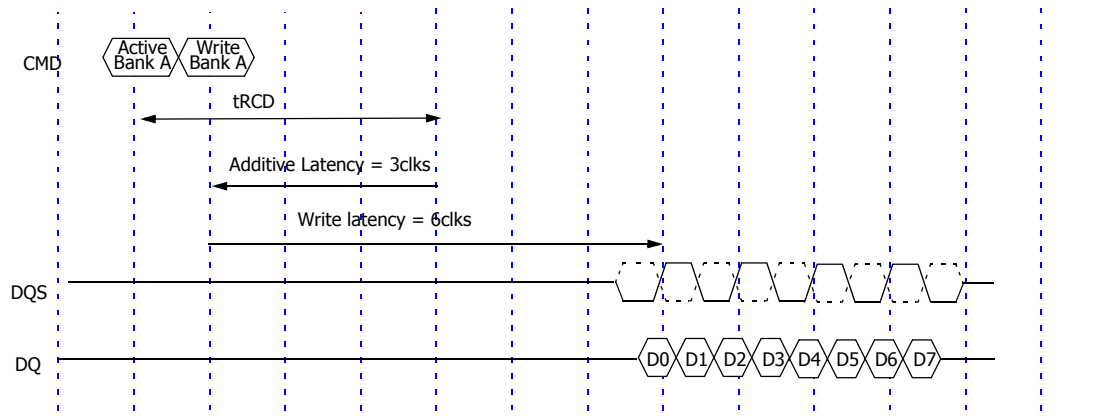 CMD
Active
Bank A
Write
Bank A
tRCD
Additive Latency = 3clks
Write latency = 6clks
DQS
DQ
D0 D1 D2 D3 D4 D5 D6 D7